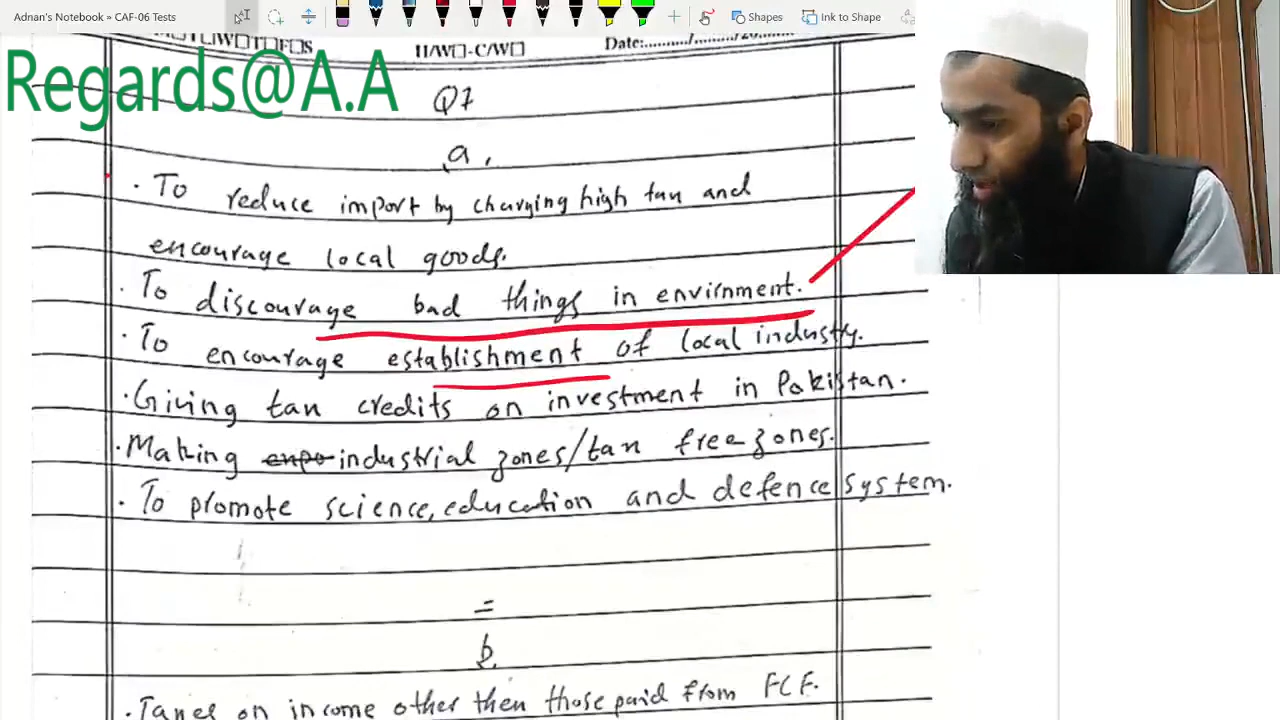 Adnan's Notebook » CAF-06 Tests
Shapes
Ink to Shape
H/W□-C/W□
Date:........./........./20.........
Regards@A.A
Q7
a,
· To reduce import by charging high tax and
encourage local goods.
· To discourage bad things in envirnment.
· To encourage establishment of local industry.
· Giving tax credits on investment in Pakistan.
· Making expo industrial zones/tax free zones.
· To promote science, education and defence system.
=
b
· Taxes on income other then those paid from FCF.